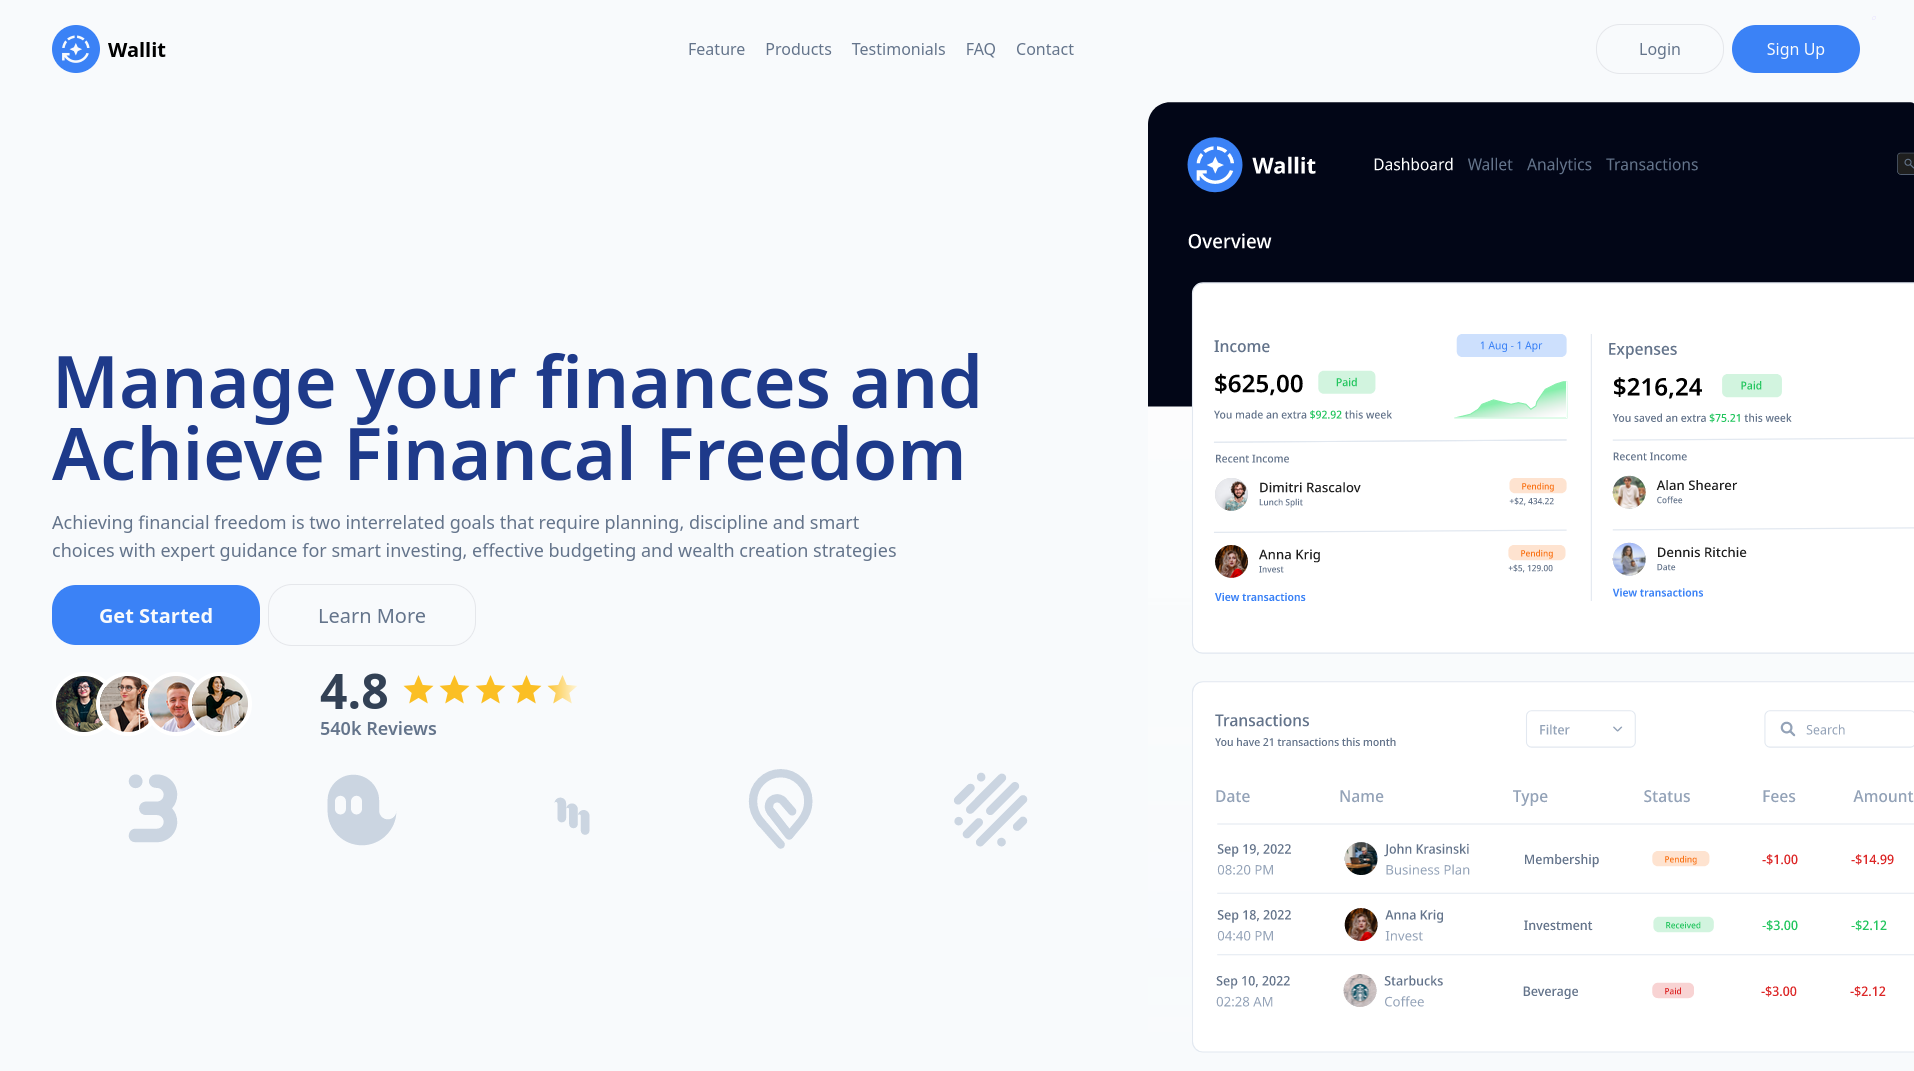 Wallit
Feature Products Testimonials FAQ Contact
Login
Sign Up
Manage your finances and
Achieve Financal Freedom
Achieving financial freedom is two interrelated goals that require planning, discipline and smart
choices with expert guidance for smart investing, effective budgeting and wealth creation strategies
Get Started
Learn More
4.8
540k Reviews
Wallit
Dashboard Wallet Analytics Transactions
Overview
Income
1 Aug - 1 Apr
$625,00
Paid
You made an extra $92.92 this week
Recent Income
Dimitri Rascalov
Lunch Split
Pending
+$2, 434.22
Anna Krig
Invest
Pending
+$5, 129.00
View transactions
Expenses
$216,24
Paid
You saved an extra $75.21 this week
Recent Income
Alan Shearer
Coffee
Dennis Ritchie
Date
View transactions
Transactions
You have 21 transactions this month
Filter
Search
Date Name Type Status Fees Amount
Sep 19, 2022
08:20 PM
John Krasinski
Business Plan
Membership
Pending
-$1.00
-$14.99
Sep 18, 2022
04:40 PM
Anna Krig
Invest
Investment
Received
-$3.00
-$2.12
Sep 10, 2022
02:28 AM
Starbucks
Coffee
Beverage
Paid
-$3.00
-$2.12